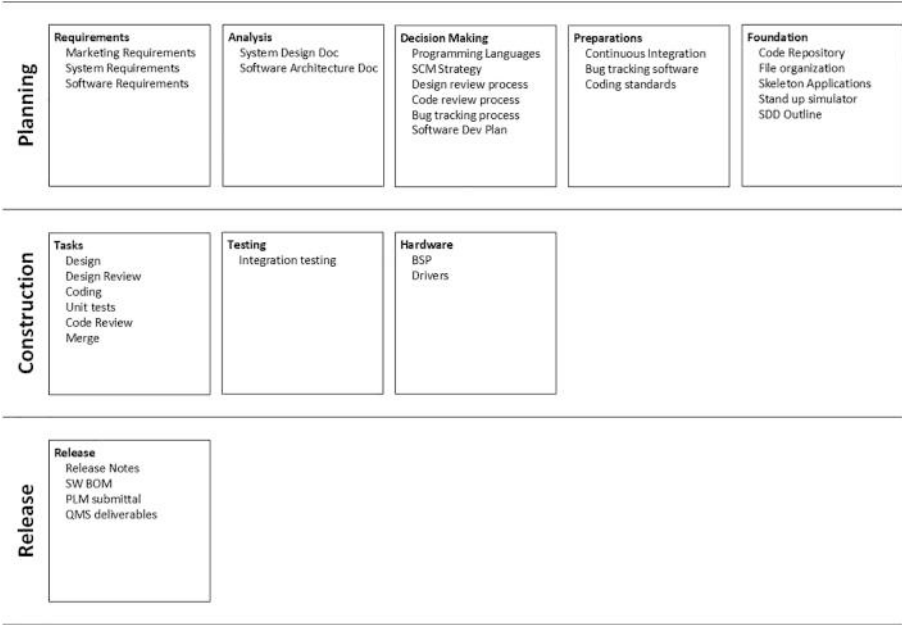 Planning
Requirements
Marketing Requirements
System Requirements
Software Requirements
Analysis
System Design Doc
Software Architecture Doc
Decision Making
Programming Languages
SCM Strategy
Design review process
Code review process
Bug tracking process
Software Dev Plan
Preparations
Continuous Integration
Bug tracking software
Coding standards
Foundation
Code Repository
File organization
Skeleton Applications
Stand up simulator
SDD Outline
Construction
Tasks
Design
Design Review
Coding
Unit tests
Code Review
Merge
Testing
Integration testing
Hardware
BSP
Drivers
Release
Release
Release Notes
SW BOM
PLM submittal
QMS deliverables